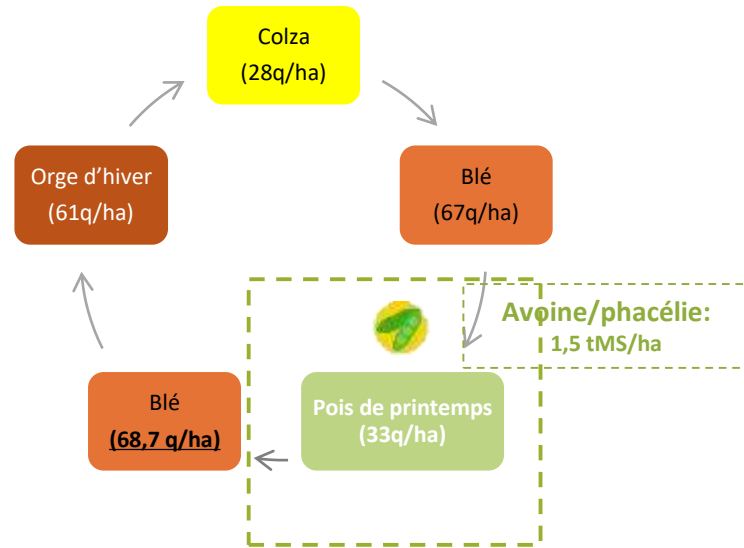 Colza
(28q/ha)
Blé
(67q/ha)
Avoine/phacélie:
1,5 tMS/ha
Pois de printemps
(33q/ha)
Blé
(68,7 q/ha)
Orge d’hiver
(61q/ha)